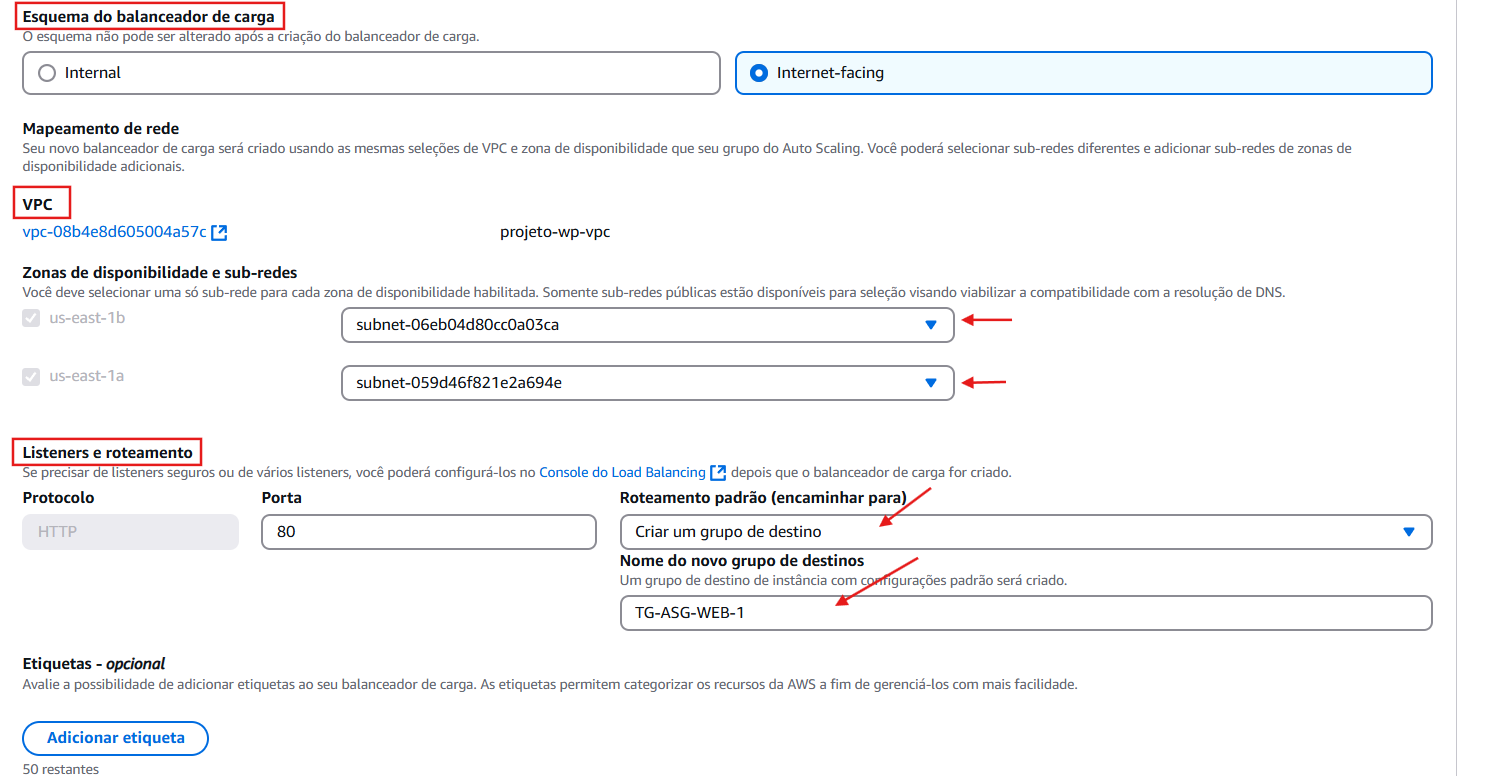 Esquema do balanceador de carga
O esquema não pode ser alterado após a criação do balanceador de carga.
Internal
Internet-facing
Mapeamento de rede
Seu novo balanceador de carga será criado usando as mesmas seleções de VPC e zona de disponibilidade que seu grupo do Auto Scaling. Você poderá selecionar sub-redes diferentes e adicionar sub-redes de zonas de
disponibilidade adicionais.
VPC
vpc-08b4e8d605004a57c
projeto-wp-vpc
Zonas de disponibilidade e sub-redes
Você deve selecionar uma só sub-rede para cada zona de disponibilidade habilitada. Somente sub-redes públicas estão disponíveis para seleção visando viabilizar a compatibilidade com a resolução de DNS.
us-east-1b
subnet-06eb04d80cc0a03ca
us-east-1a
subnet-059d46f821e2a694e
Listeners e roteamento
Se precisar de listeners seguros ou de vários listeners, você poderá configurá-los no Console do Load Balancing depois que o balanceador de carga for criado.
Protocolo
Porta
Roteamento padrão (encaminhar para)
HTTP
80
Criar um grupo de destino
Nome do novo grupo de destinos
Um grupo de destino de instância com configurações padrão será criado.
TG-ASG-WEB-1
Etiquetas - opcional
Avalie a possibilidade de adicionar etiquetas ao seu balanceador de carga. As etiquetas permitem categorizar os recursos da AWS a fim de gerenciá-los com mais facilidade.
Adicionar etiqueta
50 restantes